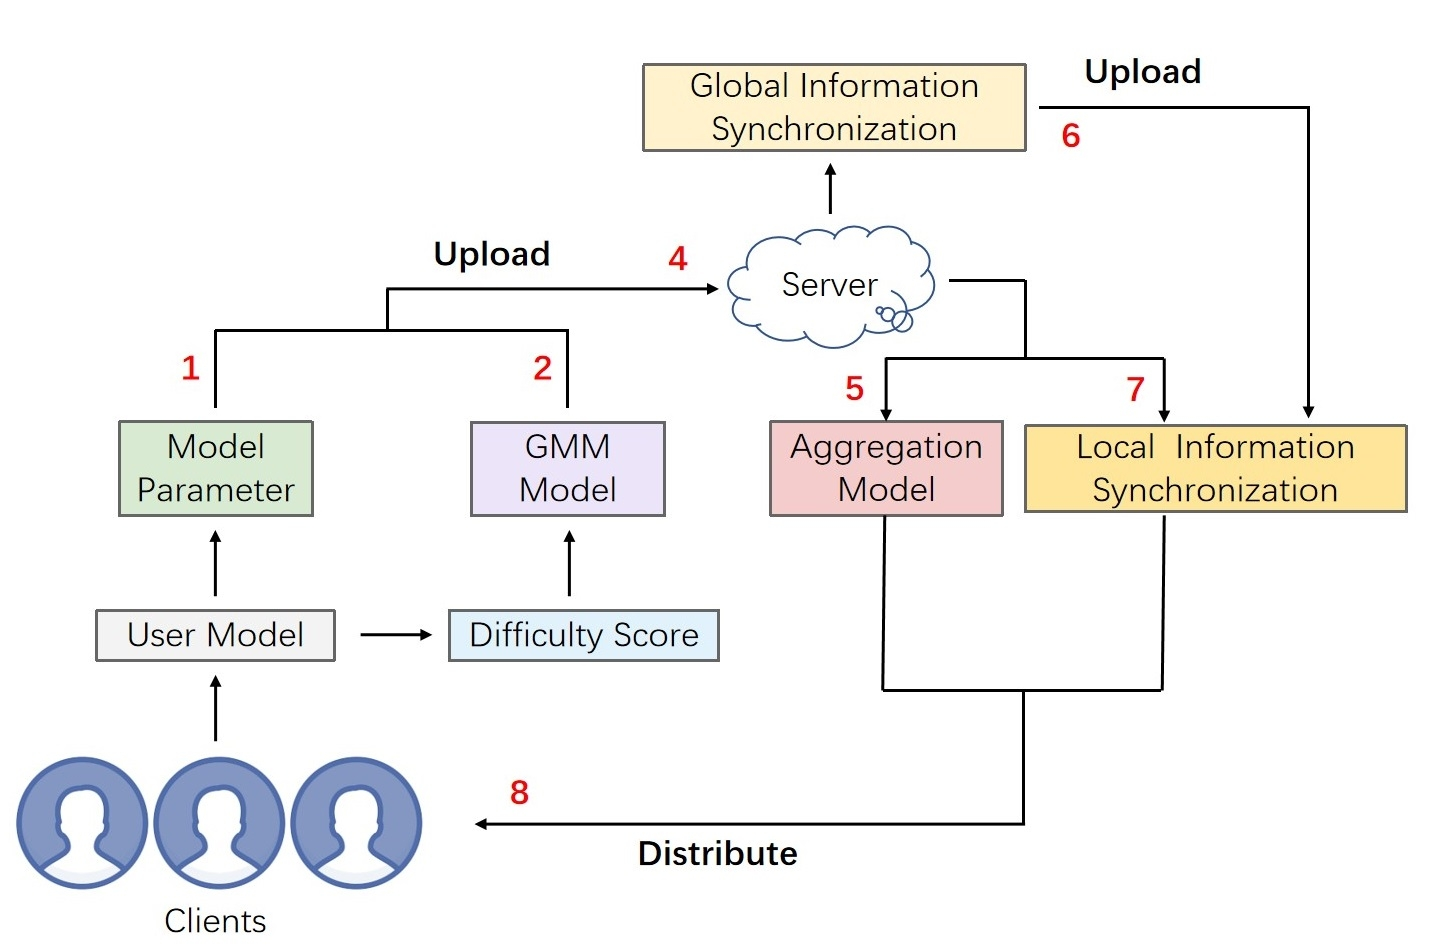 Global Information
Synchronization
Upload
6
Upload
4
Server
1
2
5
7
Model
Parameter
GMM
Model
Aggregation
Model
Local Information
Synchronization
User Model
Difficulty Score
8
Distribute
Clients